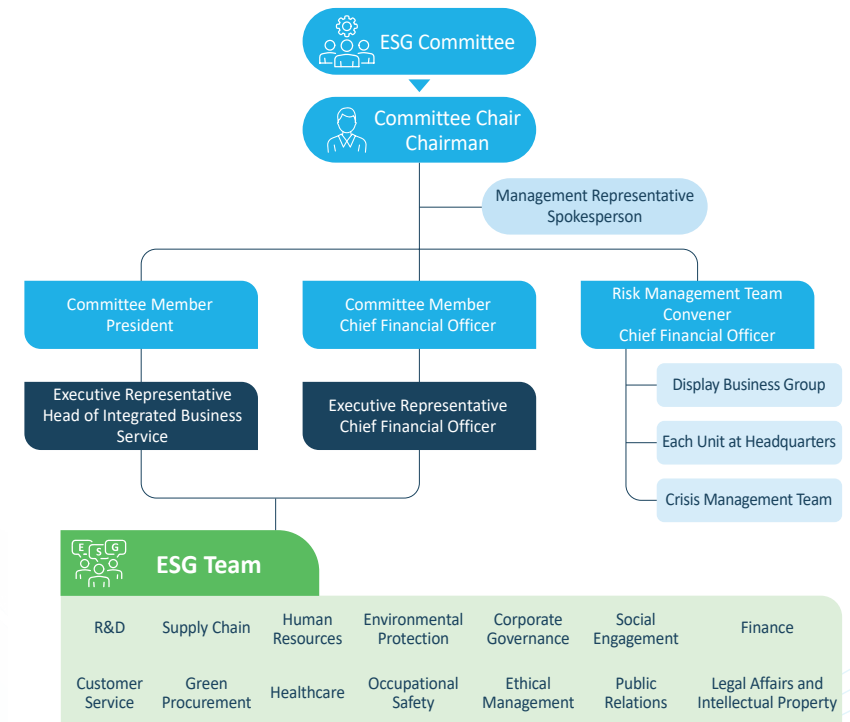 ESG Committee
Committee Chair
Chairman
Management Representative
Spokesperson
Committee Member
President
Committee Member
Chief Financial Officer
Risk Management Team
Convener
Chief Financial Officer
Executive Representative
Head of Integrated Business
Service
Executive Representative
Chief Financial Officer
Display Business Group
Each Unit at Headquarters
Crisis Management Team
E S G
ESG Team
R&D
Supply Chain
Human
Resources
Environmental
Protection
Corporate
Governance
Social
Engagement
Finance
Customer
Service
Green
Procurement
Healthcare
Occupational
Safety
Ethical
Management
Public
Relations
Legal Affairs and
Intellectual Property